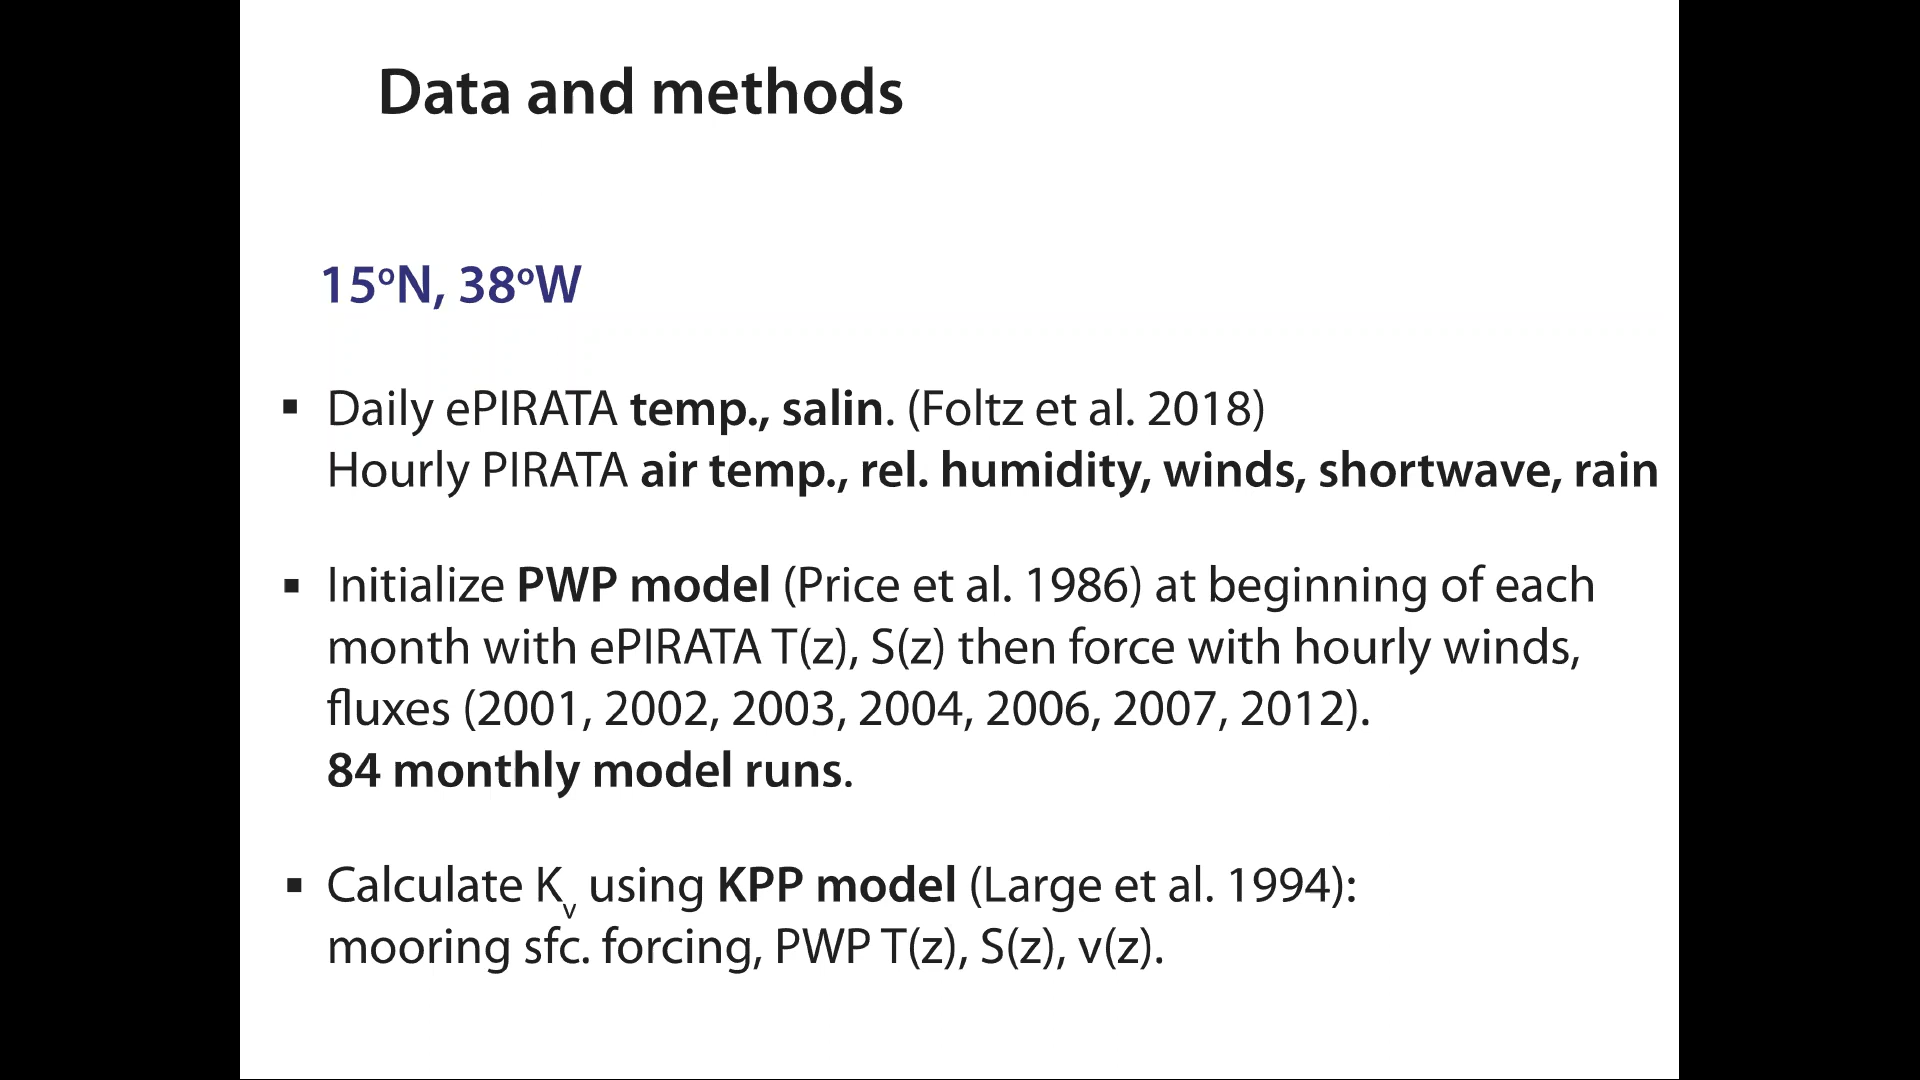 Data and methods
15ºN, 38ºW
▪ Daily ePIRATA temp., salin. (Foltz et al. 2018)
Hourly PIRATA air temp., rel. humidity, winds, shortwave, rain
▪ Initialize PWP model (Price et al. 1986) at beginning of each
month with ePIRATA T(z), S(z) then force with hourly winds,
fluxes (2001, 2002, 2003, 2004, 2006, 2007, 2012).
84 monthly model runs.
▪ Calculate Kv using KPP model (Large et al. 1994):
mooring sfc. forcing, PWP T(z), S(z), v(z).